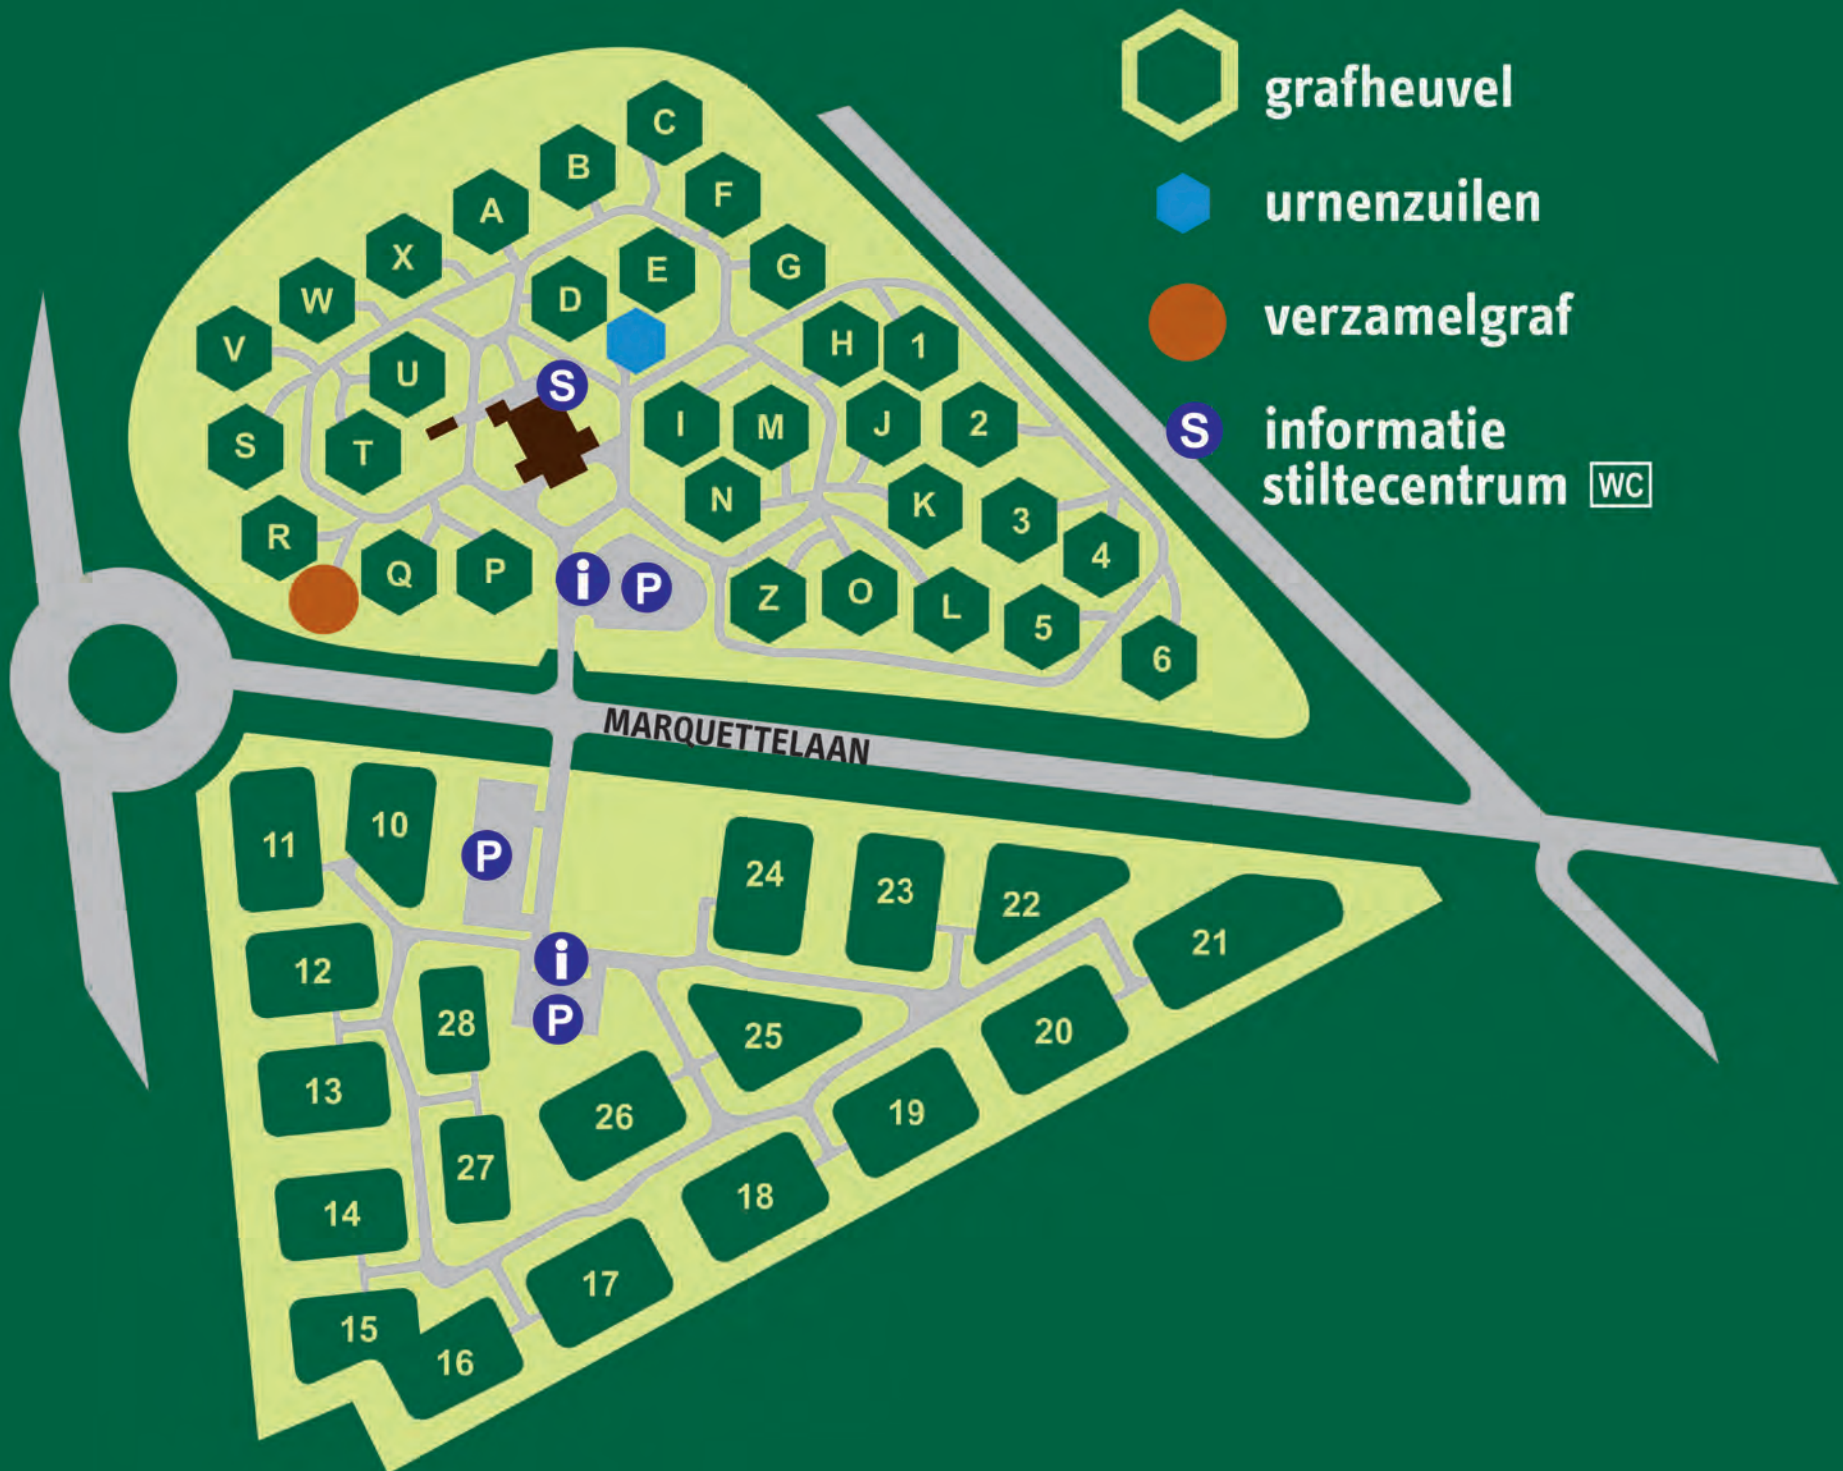 grafheuvel
urnenzuilen
verzamelgraf
S informatie
stiltecentrum WC
C
B
F
A
X
E
G
W
D
V
U
H
1
S
I
M
J
2
S
T
N
K
3
R
4
Q
P
i
P
Z
O
L
5
6
MARQUETTELAAN
11
10
P
24
23
22
21
12
i
28
P
25
20
13
26
19
27
18
14
17
15
16